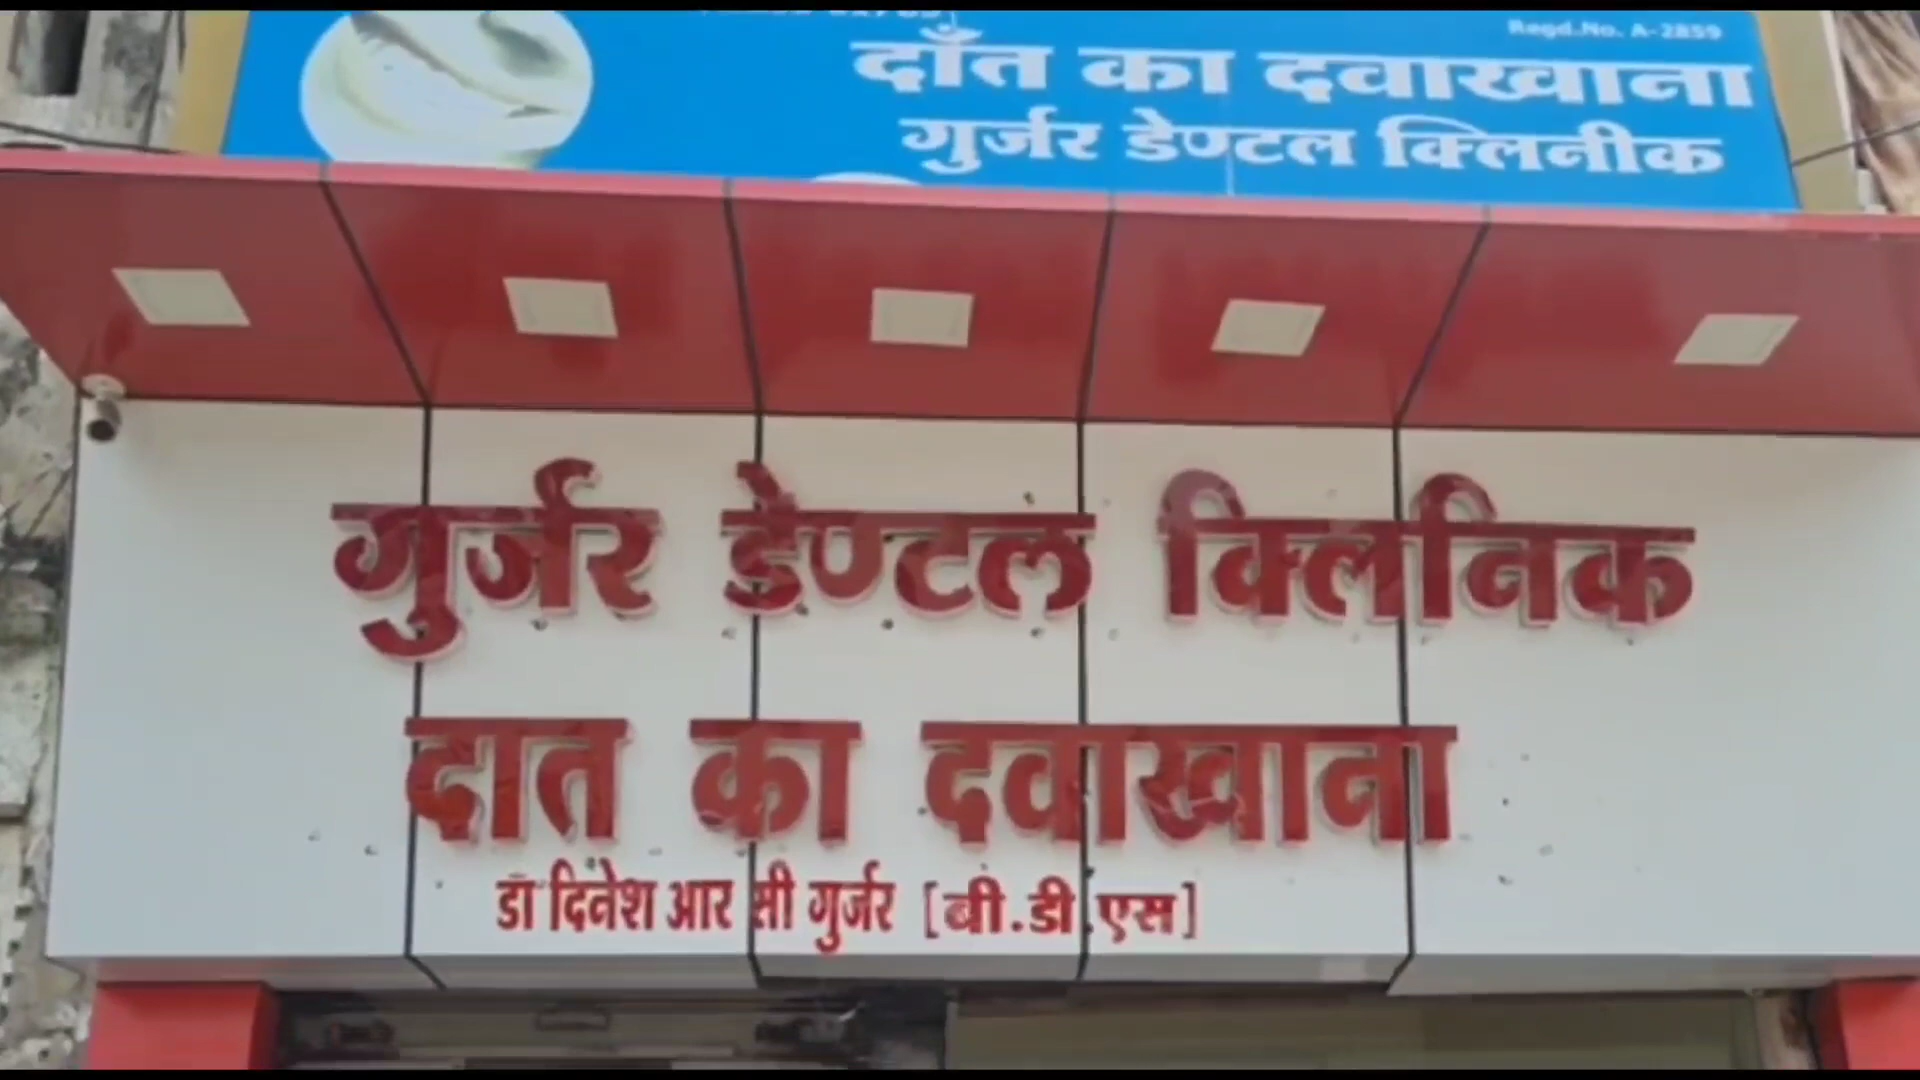 Regd.No. A-2859
दाँत का दवाखाना
गुर्जर डेण्टल क्लिनीक
गुर्जर डेण्टल क्लिनिक
दात का दवाखाना
डॉ दिनेश आर सी गुर्जर [बी.डी.एस]